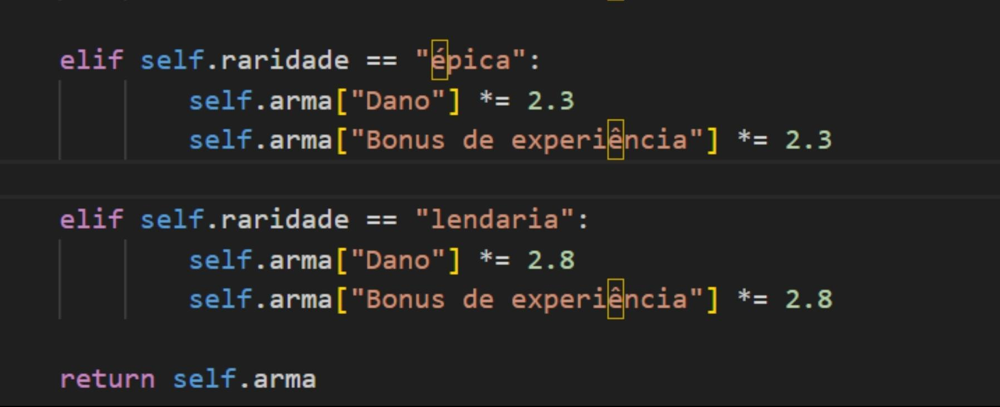 elif self.raridade == "épica":
self.arma["Dano"] *= 2.3
self.arma["Bonus de experiência"] *= 2.3
elif self.raridade == "lendaria":
self.arma["Dano"] *= 2.8
self.arma["Bonus de experiência"] *= 2.8
return self.arma